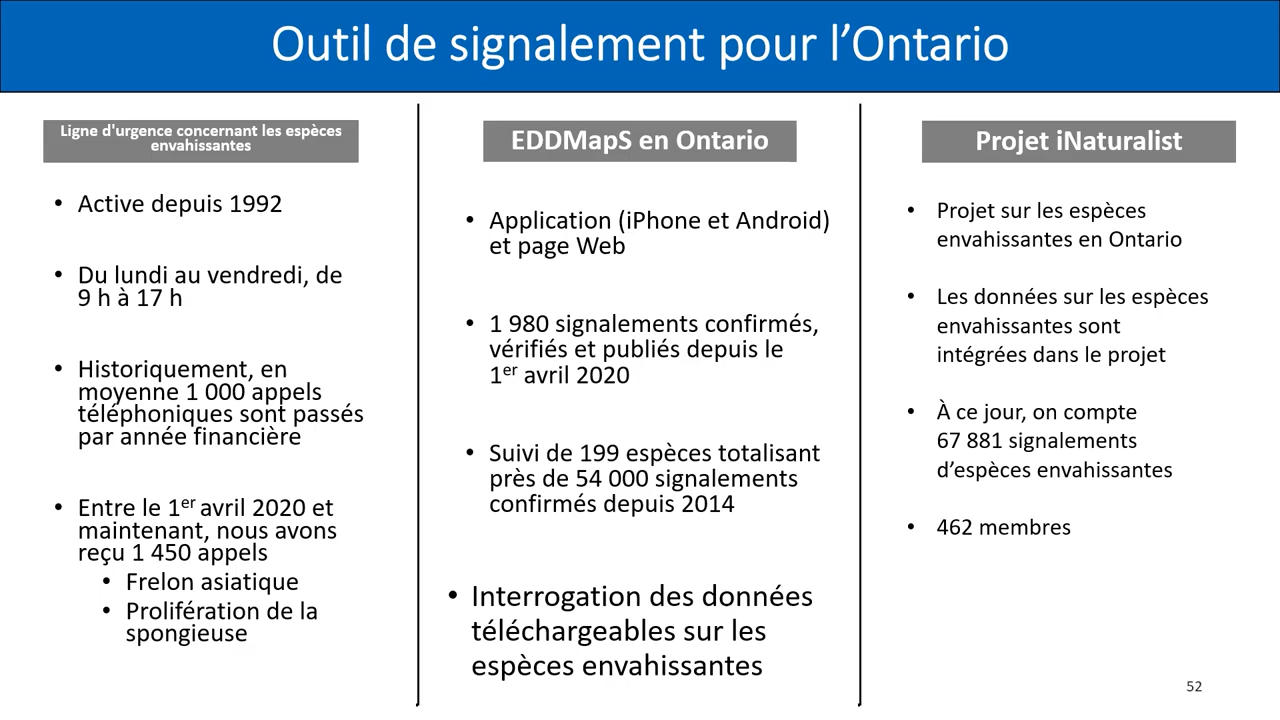 Outil de signalement pour l’Ontario
Ligne d'urgence concernant les espèces
envahissantes
• Active depuis 1992
• Du lundi au vendredi, de
9 h à 17 h
• Historiquement, en
moyenne 1 000 appels
téléphoniques sont passés
par année financière
• Entre le 1er avril 2020 et
maintenant, nous avons
reçu 1 450 appels
• Frelon asiatique
• Prolifération de la
spongieuse
EDDMapS en Ontario
• Application (iPhone et Android)
et page Web
• 1 980 signalements confirmés,
vérifiés et publiés depuis le
1er avril 2020
• Suivi de 199 espèces totalisant
près de 54 000 signalements
confirmés depuis 2014
• Interrogation des données
téléchargeables sur les
espèces envahissantes
Projet iNaturalist
• Projet sur les espèces
envahissantes en Ontario
• Les données sur les espèces
envahissantes sont
intégrées dans le projet
• À ce jour, on compte
67 881 signalements
d’espèces envahissantes
• 462 membres
52